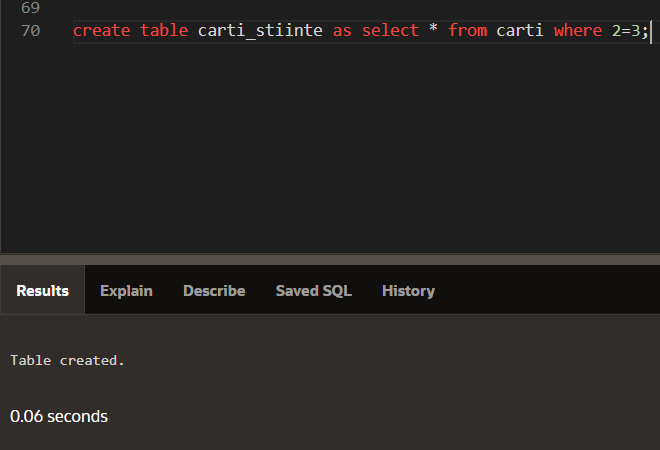 69
70 create table carti_stiinte as select * from carti where 2=3;
Results Explain Describe Saved SQL History
Table created.
0.06 seconds